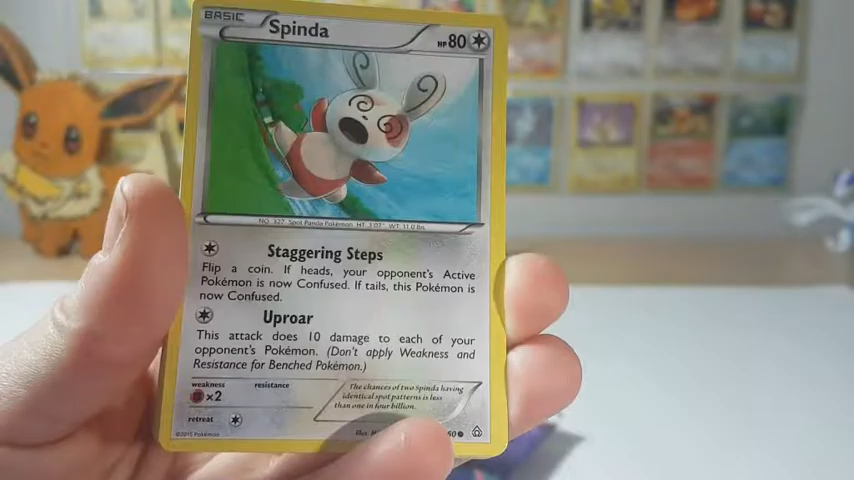 BASIC Spinda HP80
NO. 327 Spot Panda Pokémon HT: 3'07" WT: 11.0 lbs.
Staggering Steps
Flip a coin. If heads, your opponent's Active
Pokémon is now Confused. If tails, this Pokémon is
now Confused.
Uproar
This attack does 10 damage to each of your
opponent's Pokémon. (Don't apply Weakness and
Resistance for Benched Pokémon.)
weakness resistance
×2
The chances of two Spinda having
identical spot patterns is less
than one in four billion.
retreat
©2015 Pokémon